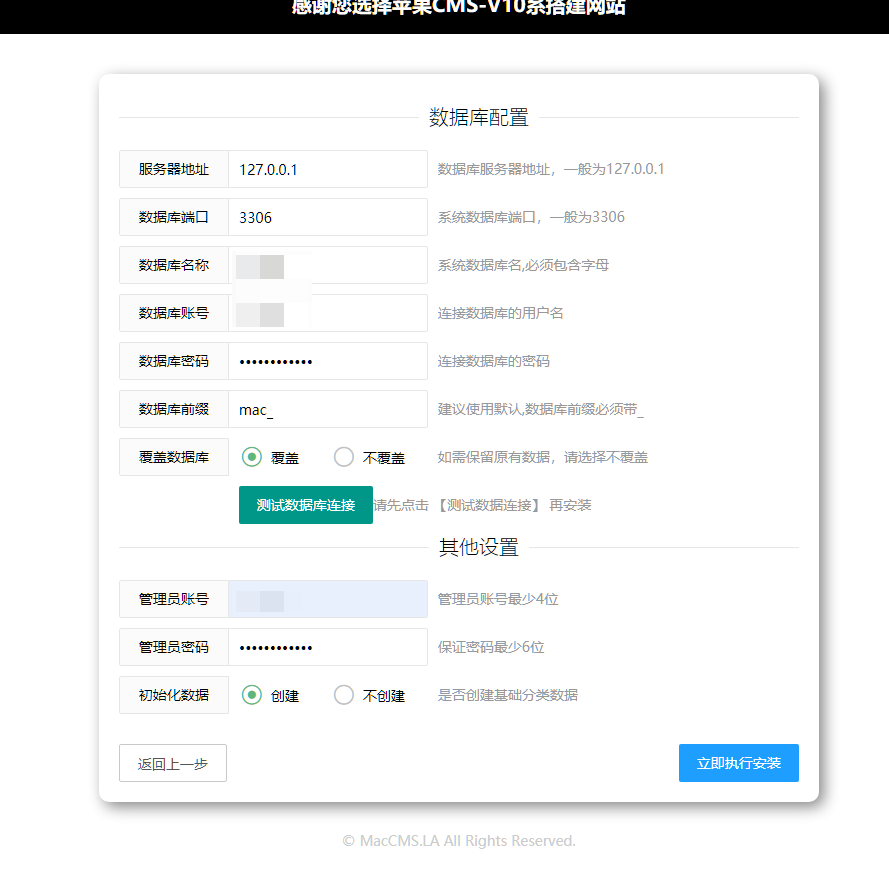 感谢您选择苹果CMS-V10系搭建网站
数据库配置
服务器地址 127.0.0.1 数据库服务器地址，一般为127.0.0.1
数据库端口 3306 系统数据库端口，一般为3306
数据库名称 系统数据库名,必须包含字母
数据库账号 连接数据库的用户名
数据库密码 •••••••••••• 连接数据库的密码
数据库前缀 mac_ 建议使用默认,数据库前缀必须带_
覆盖数据库 覆盖 不覆盖 如需保留原有数据，请选择不覆盖
测试数据库连接 请先点击 【测试数据连接】 再安装
其他设置
管理员账号 管理员账号最少4位
管理员密码 •••••••••••• 保证密码最少6位
初始化数据 创建 不创建 是否创建基础分类数据
返回上一步 立即执行安装
© MacCMS.LA All Rights Reserved.